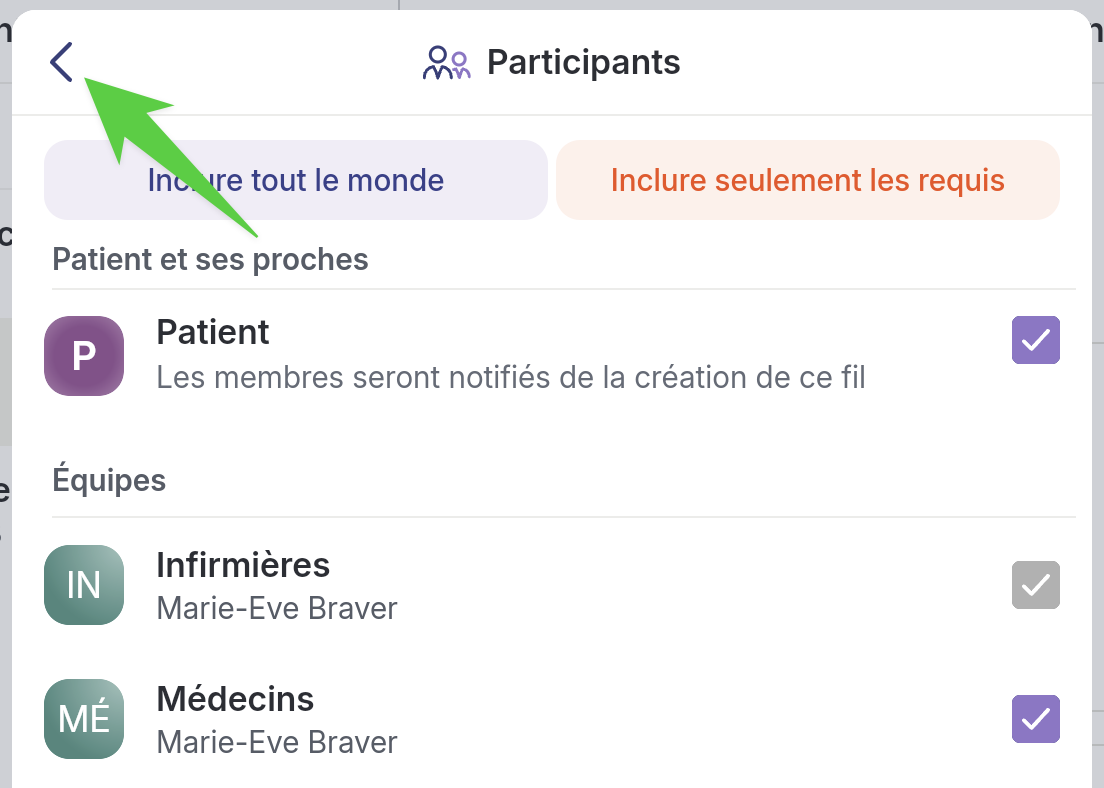 Participants
Inclure tout le monde
Inclure seulement les requis
Patient et ses proches
P
Patient
Les membres seront notifiés de la création de ce fil
Équipes
IN
Infirmières
Marie-Eve Braver
MÉ
Médecins
Marie-Eve Braver